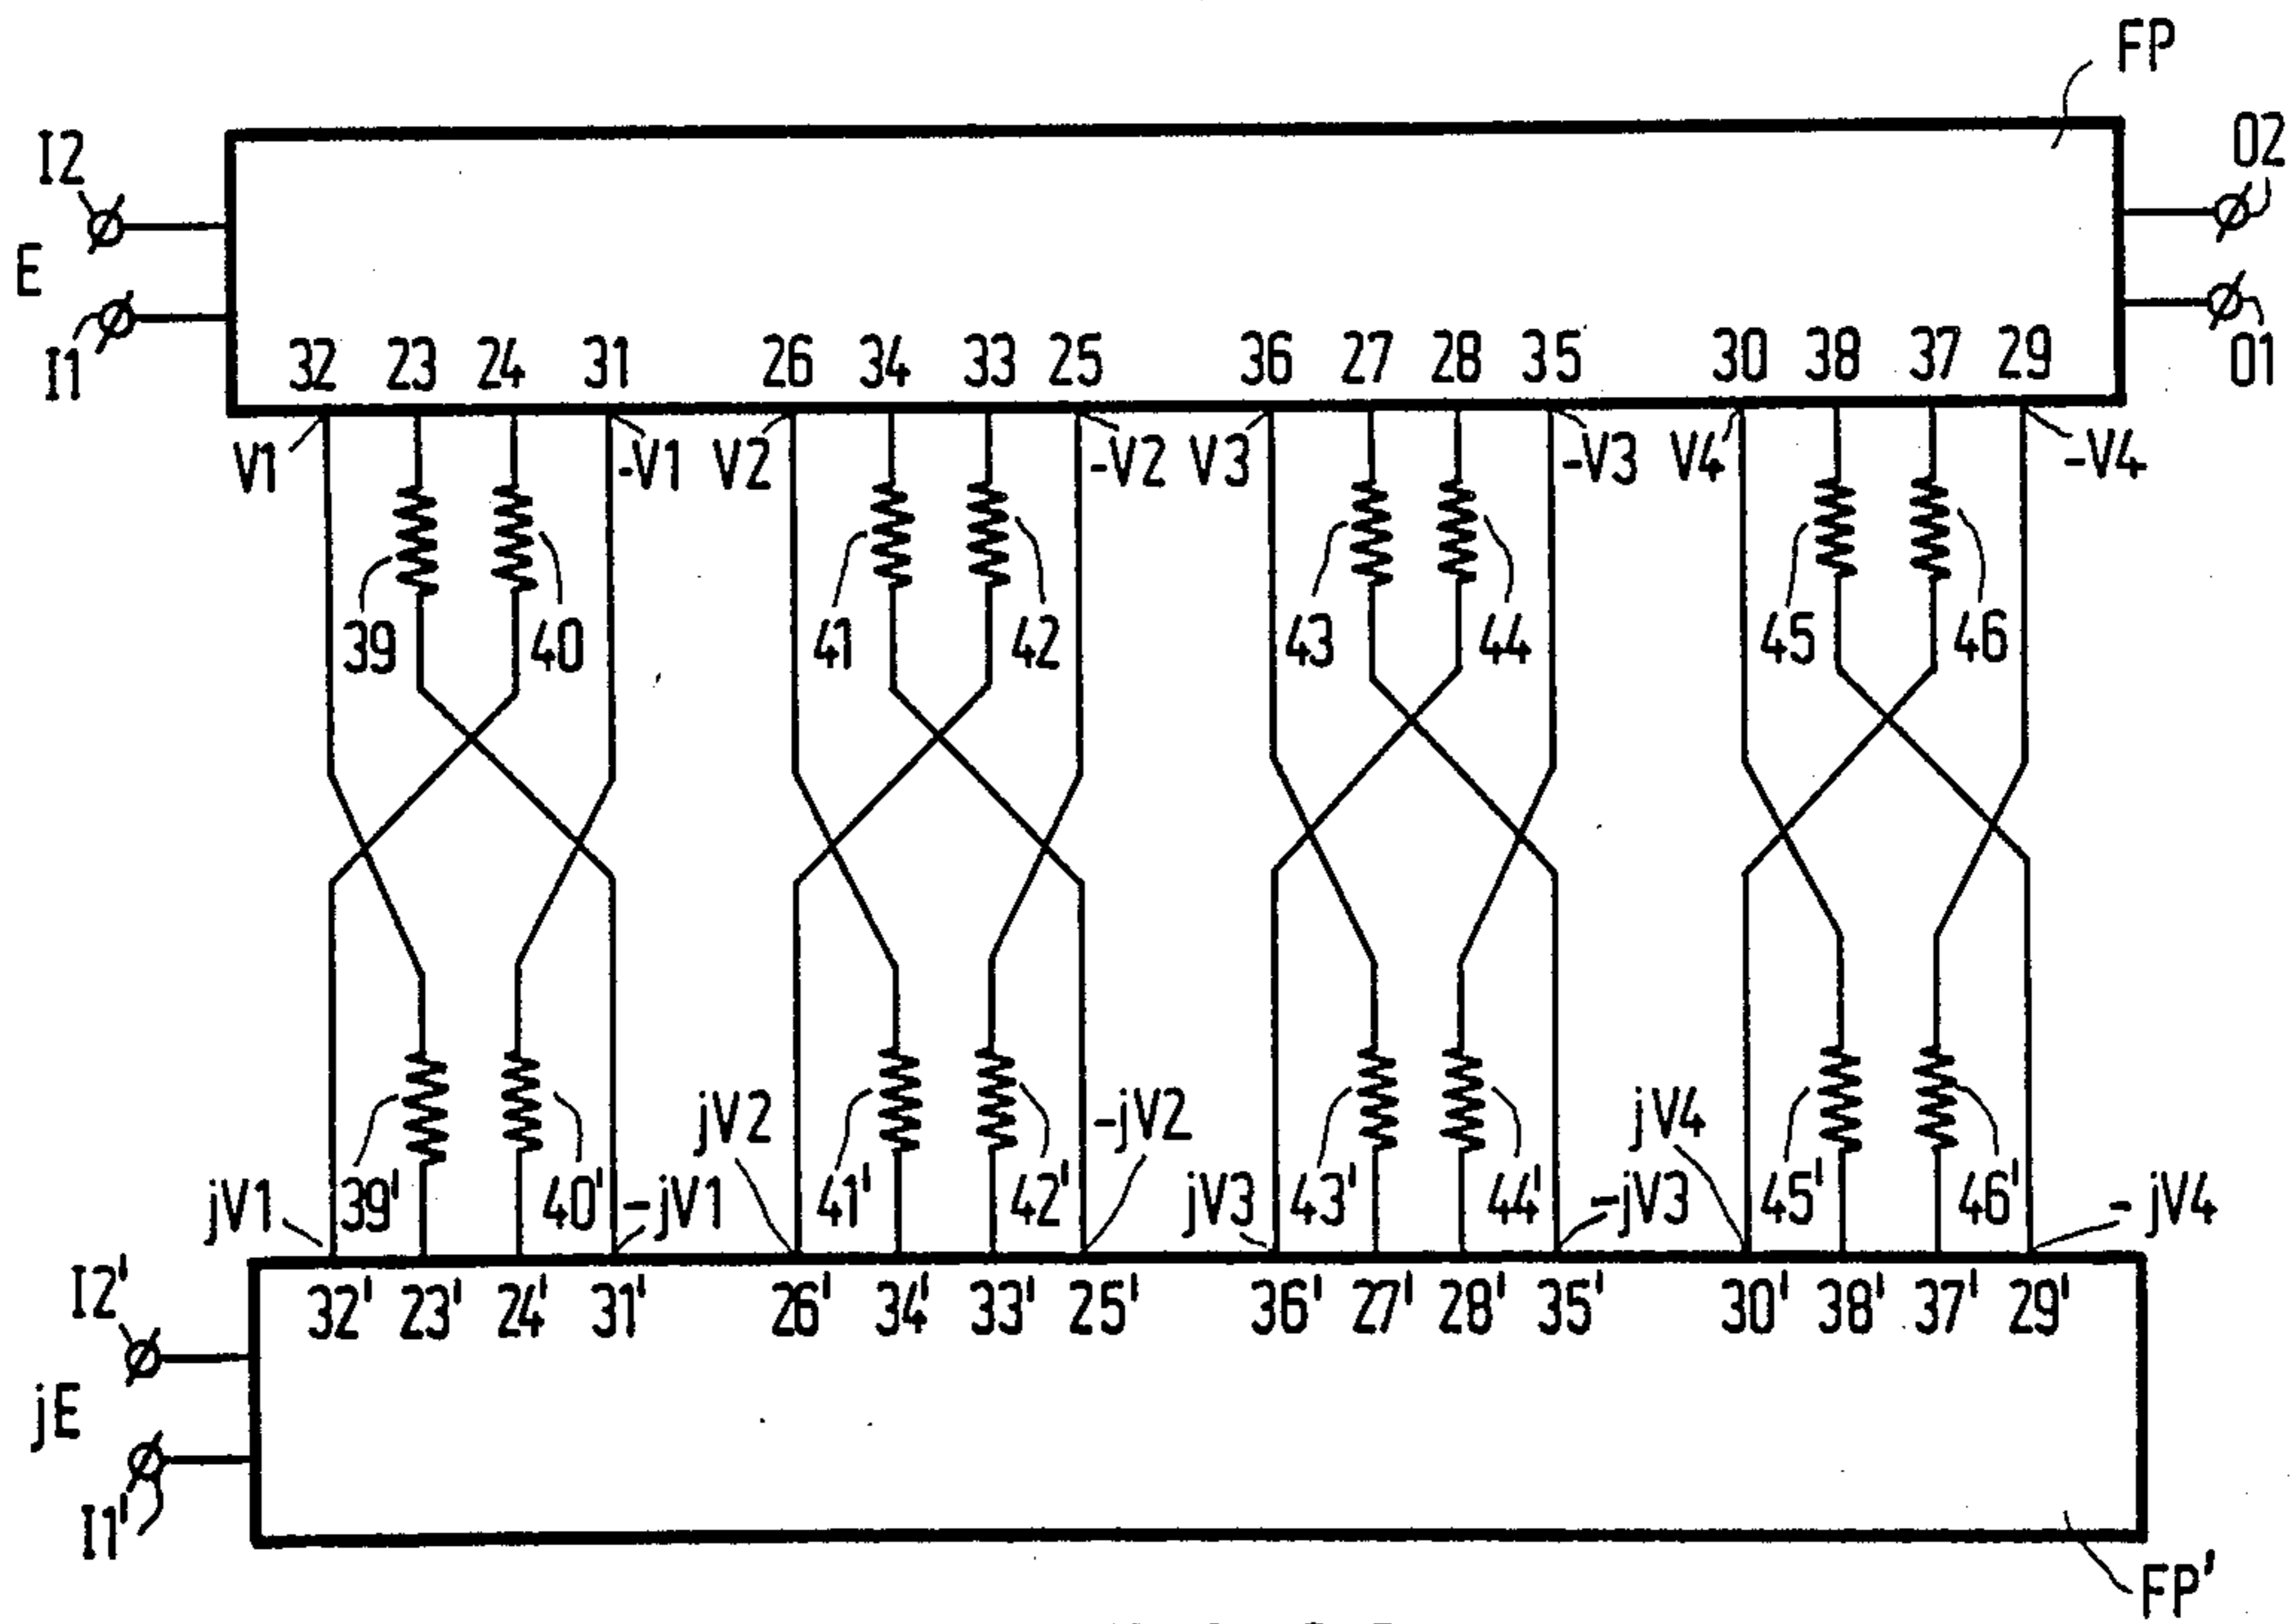 FP
I2
O2
E
I1
O1
32 23 24 31 26 34 33 25 36 27 28 35 30 38 37 29
V1 -V1 V2 -V2 V3 -V3 V4 -V4
39 40 41 42 43 44 45 46
jV2 -jV2 jV4
jV1 39' 40' -jV1 41' 42' jV3 43' 44' -jV3 45' 46' -jV4
I2'
32' 23' 24' 31' 26' 34' 33' 25' 36' 27' 28' 35' 30' 38' 37' 29'
jE
I1'
FP'